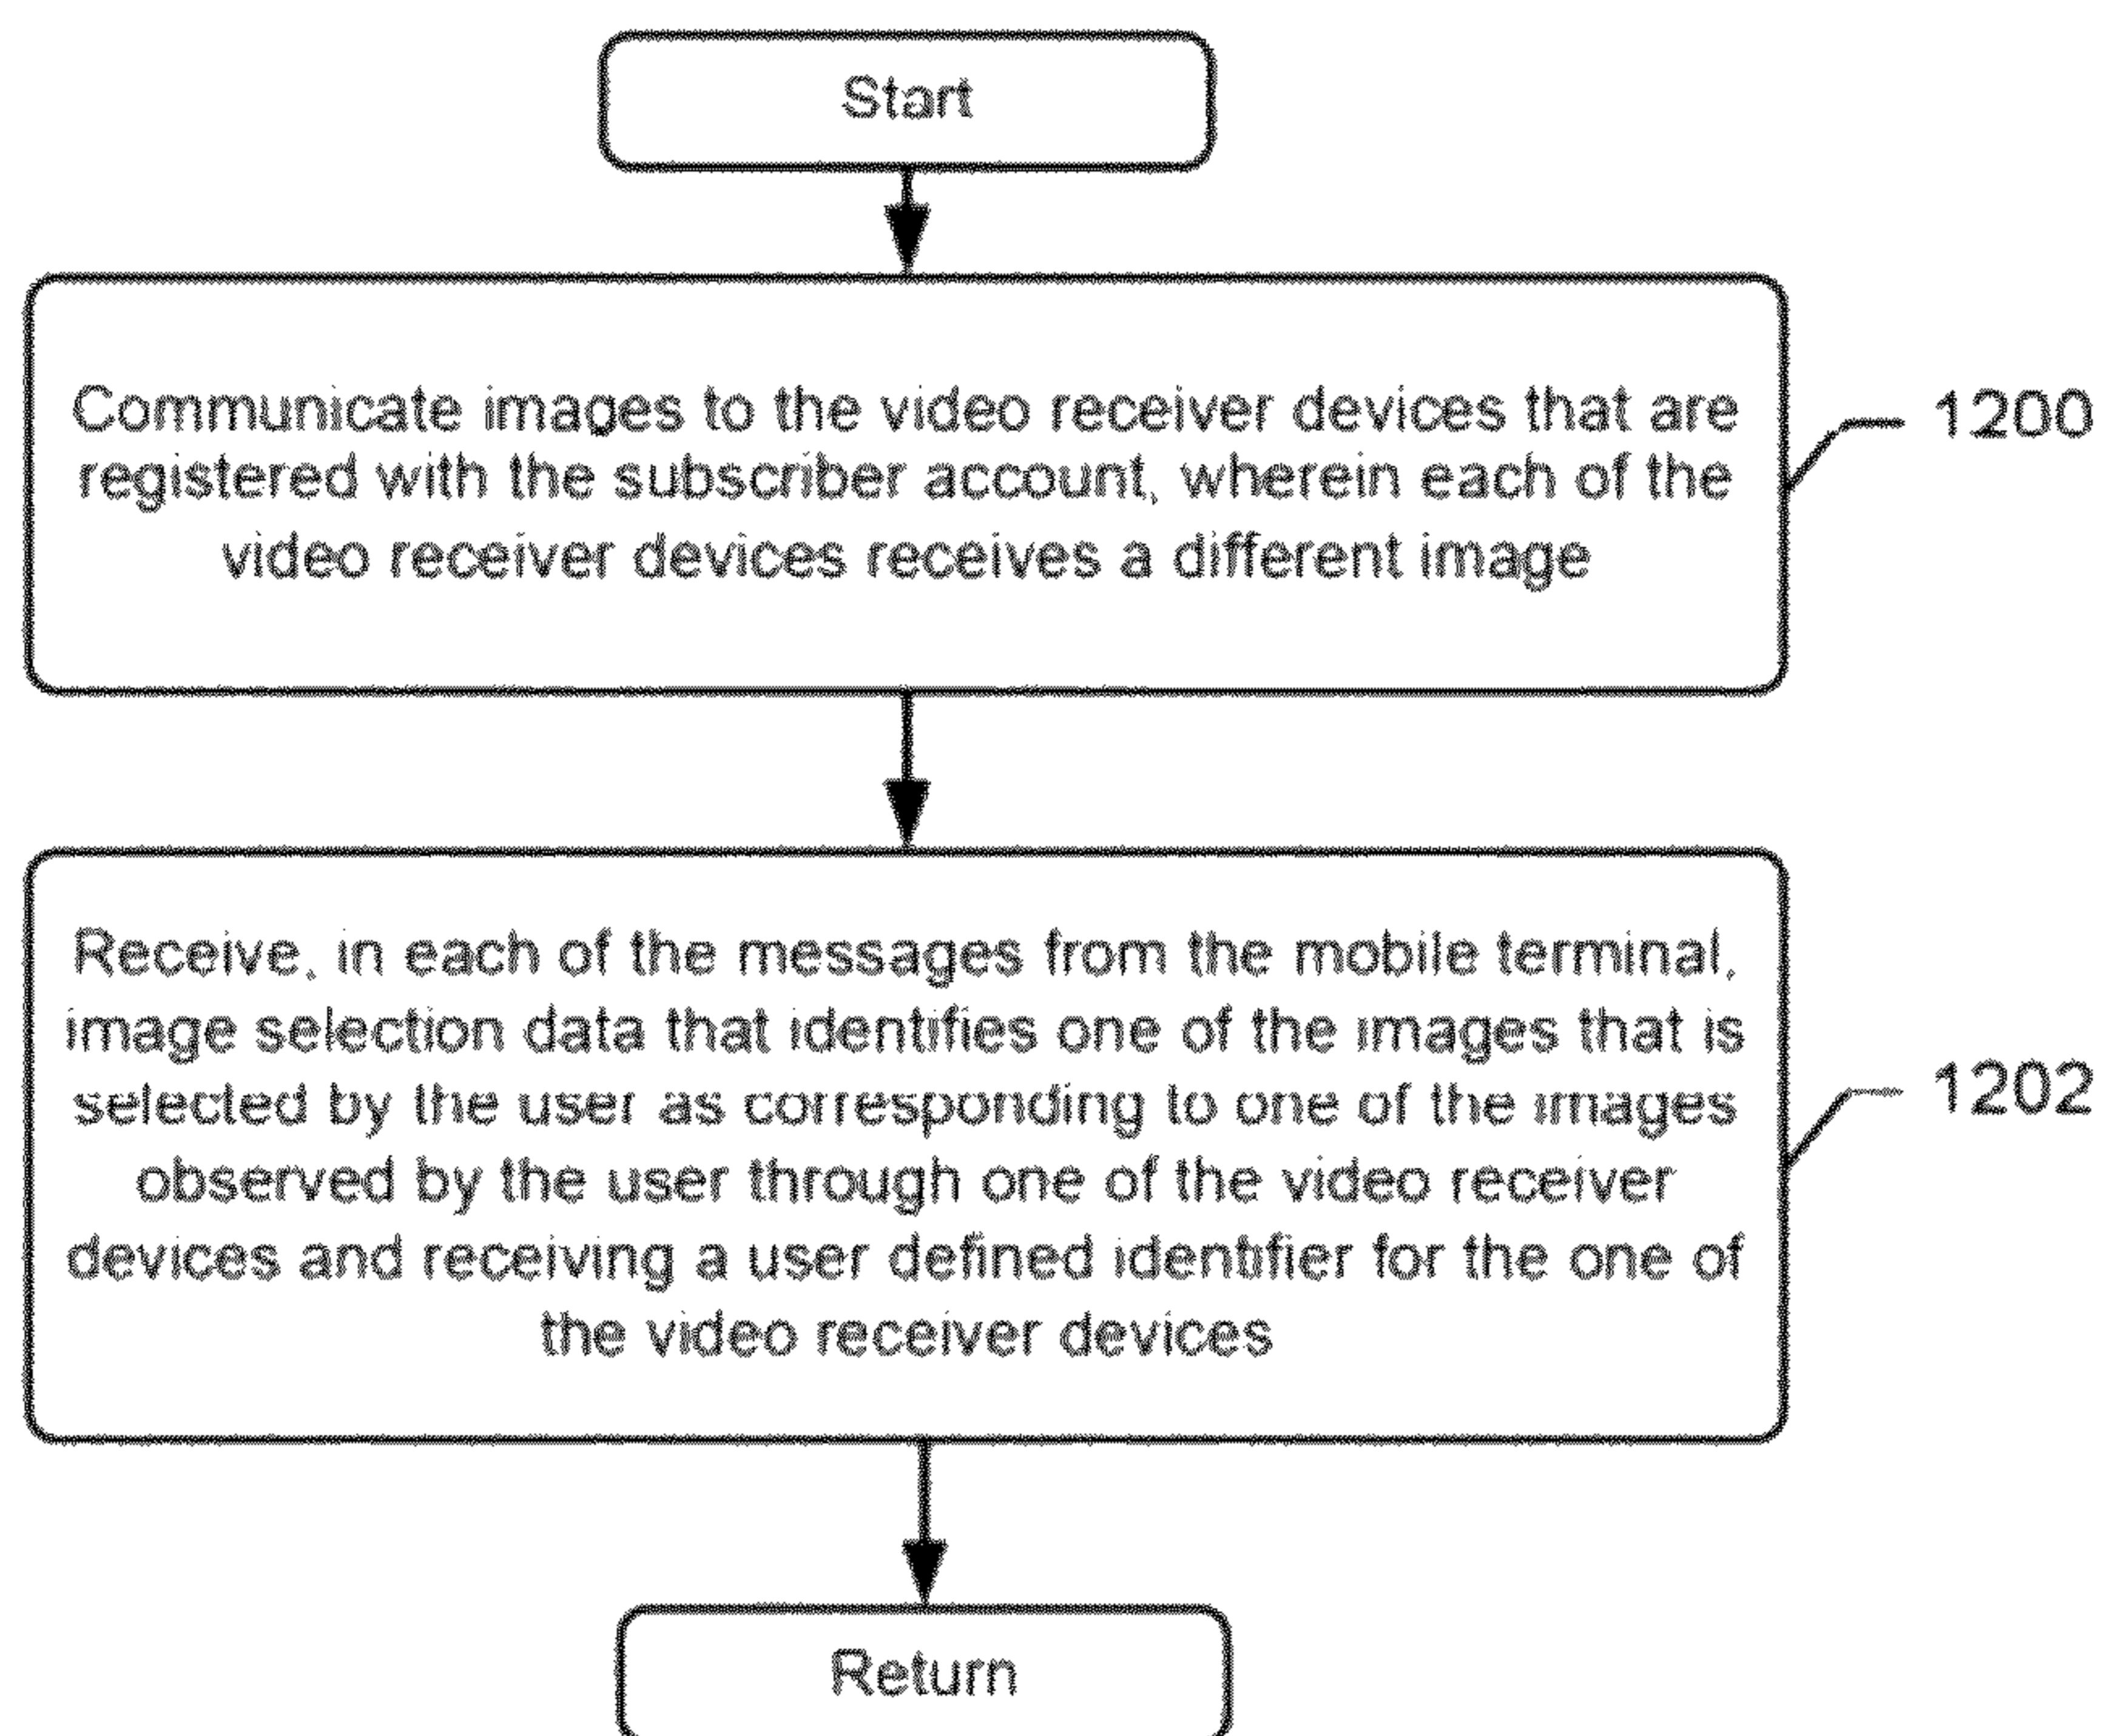 Start
Communicate images to the video receiver devices that are
registered with the subscriber account, wherein each of the
video receiver devices receives a different image
1200
Receive, in each of the messages from the mobile terminal,
image selection data that identifies one of the images that is
selected by the user as corresponding to one of the images
observed by the user through one of the video receiver
devices and receiving a user defined identifier for the one of
the video receiver devices
1202
Return